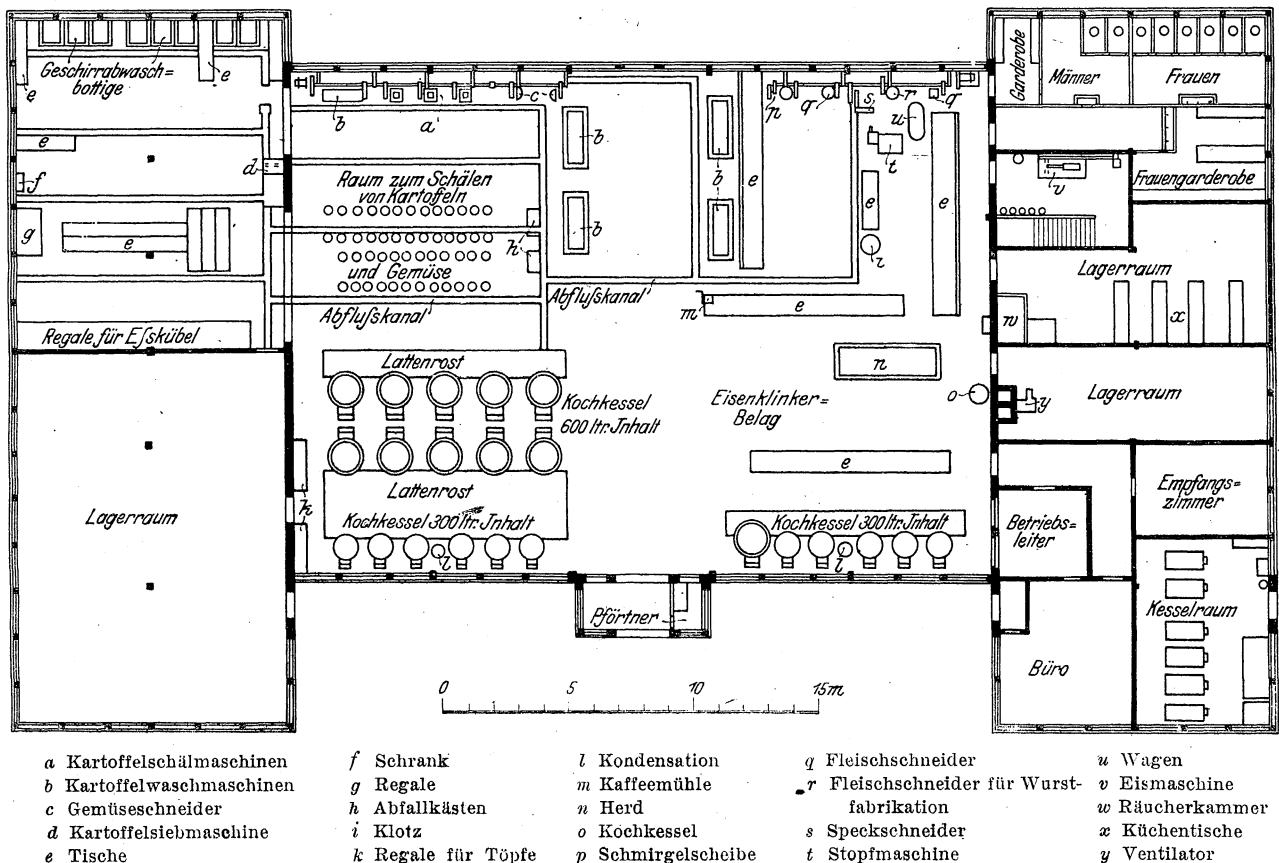 Geschirrabwasch=
bottige
e
e
e
d
f
g
e
Regale für Eßkübel
Lagerraum
k
b
a
c
Raum zum Schälen
von Kartoffeln
h
und Gemüse
Abflußkanal
b
b
Abflußkanal
b
e
p
q
s
r
q
u
t
e
e
i
m
e
Lattenrost
Kochkessel
600 ltr. Jnhalt
Lattenrost
Kochkessel 300 ltr. Jnhalt
l
n
o
Eisenklinker=
Belag
e
Kochkessel 300 ltr. Jnhalt
l
Pförtner
Garderobe
Männer
Frauen
Frauengarderobe
v
Lagerraum
w
x
Lagerraum
y
Empfangs=
zimmer
Betriebs=
leiter
Kesselraum
Büro
0 5 10 15m
a Kartoffelschälmaschinen
b Kartoffelwaschmaschinen
c Gemüseschneider
d Kartoffelsiebmaschine
e Tische
f Schrank
g Regale
h Abfallkästen
i Klotz
k Regale für Töpfe
l Kondensation
m Kaffeemühle
n Herd
o Kochkessel
p Schmirgelscheibe
q Fleischschneider
r Fleischschneider für Wurst-
fabrikation
s Speckschneider
t Stopfmaschine
u Wagen
v Eismaschine
w Räucherkammer
x Küchentische
y Ventilator